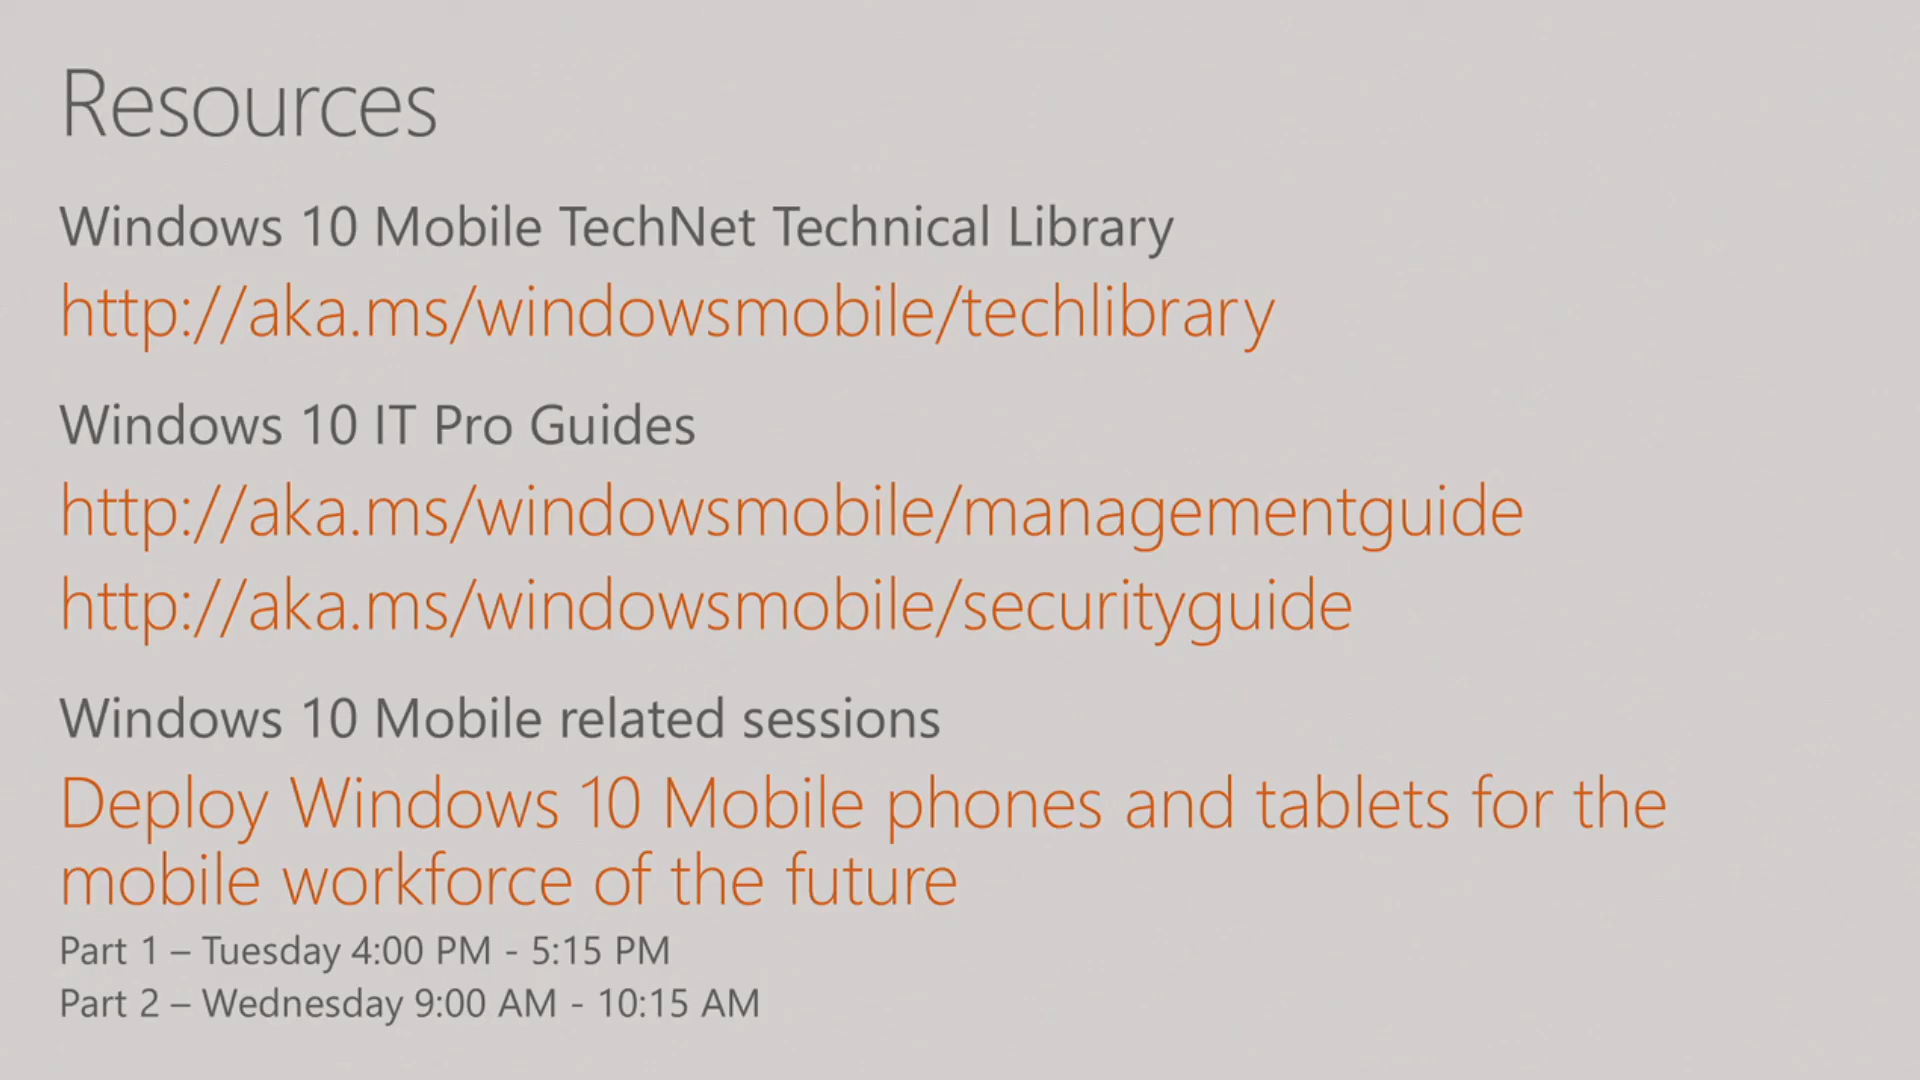 Resources
Windows 10 Mobile TechNet Technical Library
http://aka.ms/windowsmobile/techlibrary
Windows 10 IT Pro Guides
http://aka.ms/windowsmobile/managementguide
http://aka.ms/windowsmobile/securityguide
Windows 10 Mobile related sessions
Deploy Windows 10 Mobile phones and tablets for the
mobile workforce of the future
Part 1 – Tuesday 4:00 PM - 5:15 PM
Part 2 – Wednesday 9:00 AM - 10:15 AM